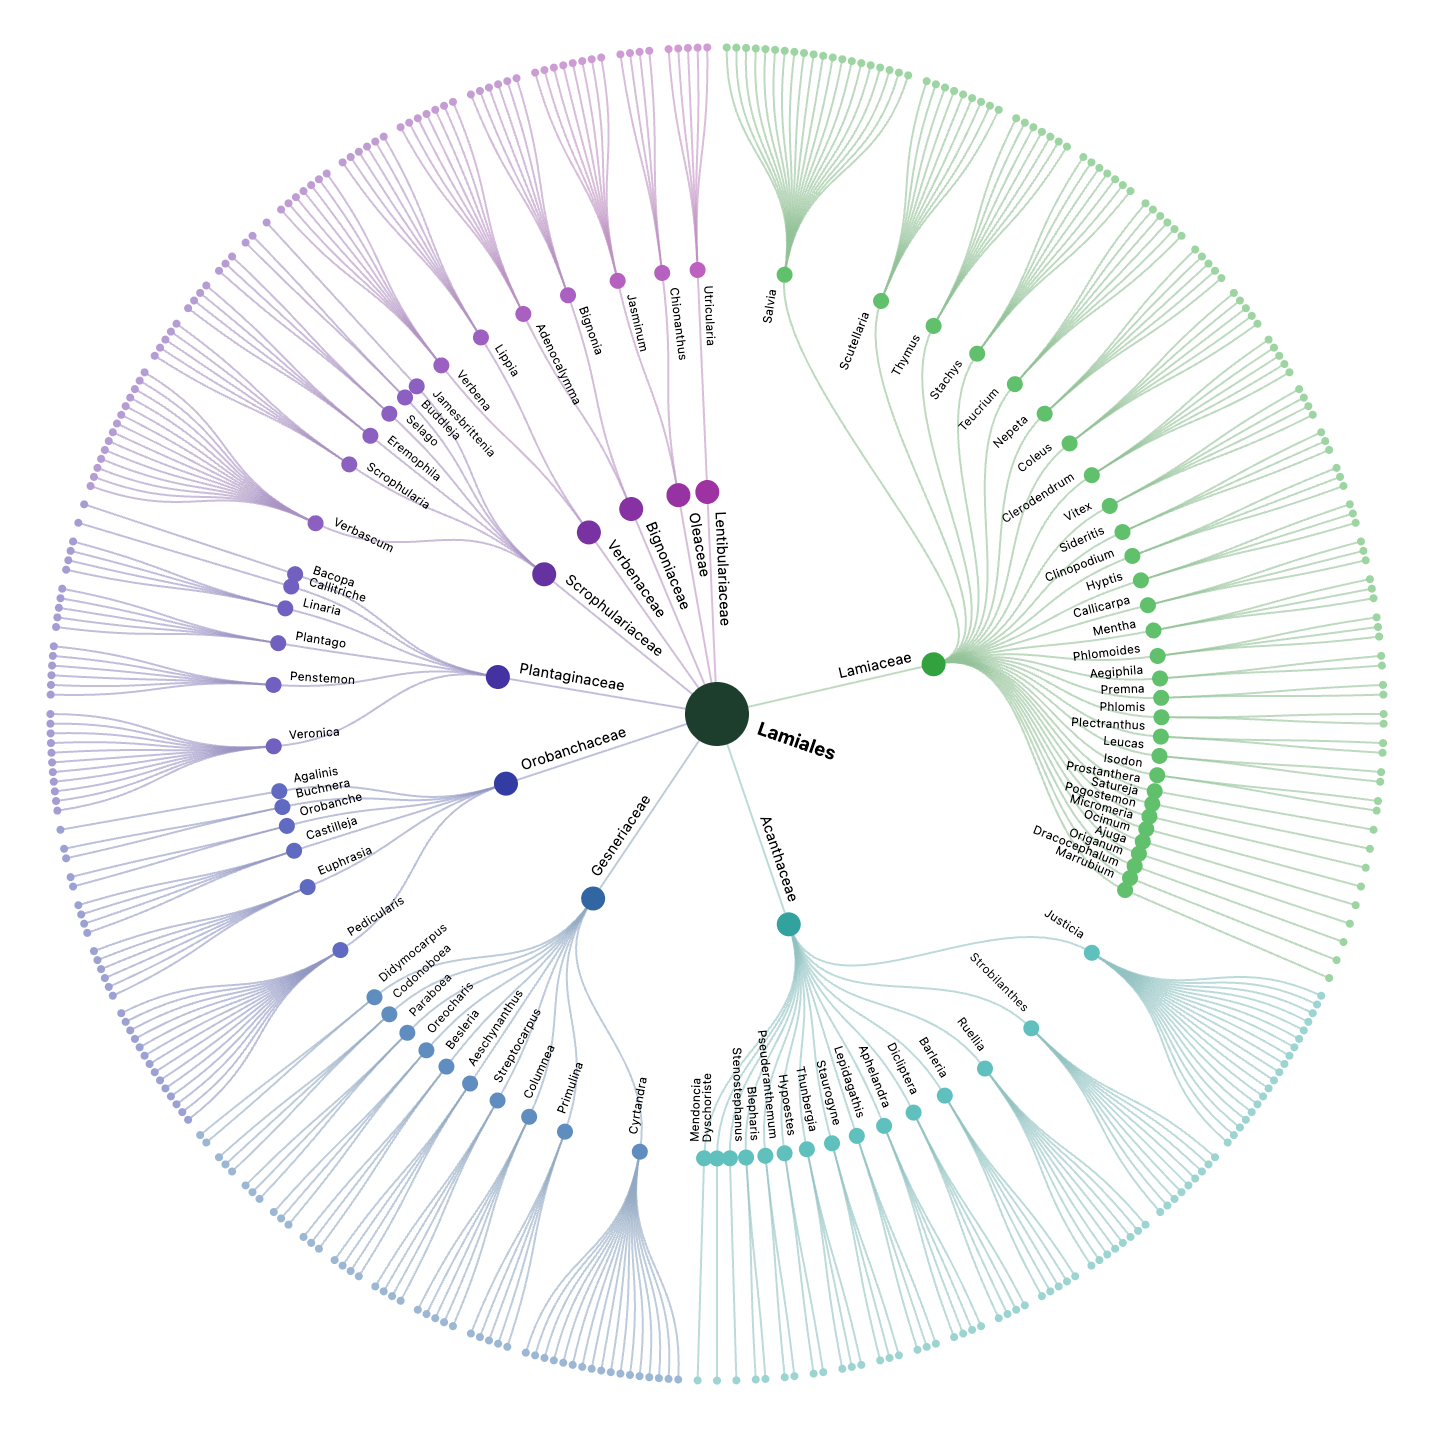 Lamiales
Lamiaceae
Salvia
Scutellaria
Thymus
Stachys
Teucrium
Nepeta
Coleus
Clerodendrum
Vitex
Sideritis
Clinopodium
Hyptis
Callicarpa
Mentha
Phlomoides
Aegiphila
Premna
Phlomis
Plectranthus
Leucas
Isodon
Prostanthera
Satureja
Pogostemon
Micromeria
Ocimum
Ajuga
Origanum
Dracocephalum
Marrubium
Acanthaceae
Justicia
Strobilanthes
Ruellia
Barleria
Dicliptera
Aphelandra
Lepidagathis
Staurogyne
Thunbergia
Hypoestes
Pseuderanthemum
Blepharis
Stenostephanus
Dyschoriste
Mendoncia
Gesneriaceae
Cyrtandra
Primulina
Columnea
Streptocarpus
Aeschynanthus
Besleria
Oreocharis
Paraboea
Codonoboea
Didymocarpus
Orobanchaceae
Pedicularis
Euphrasia
Castilleja
Orobanche
Buchnera
Agalinis
Plantaginaceae
Veronica
Penstemon
Plantago
Linaria
Callitriche
Bacopa
Scrophulariaceae
Verbascum
Scrophularia
Eremophila
Selago
Buddleja
Jamesbrittenia
Verbenaceae
Verbena
Lippia
Bignoniaceae
Adenocalymma
Bignonia
Oleaceae
Jasminum
Chionanthus
Lentibulariaceae
Utricularia